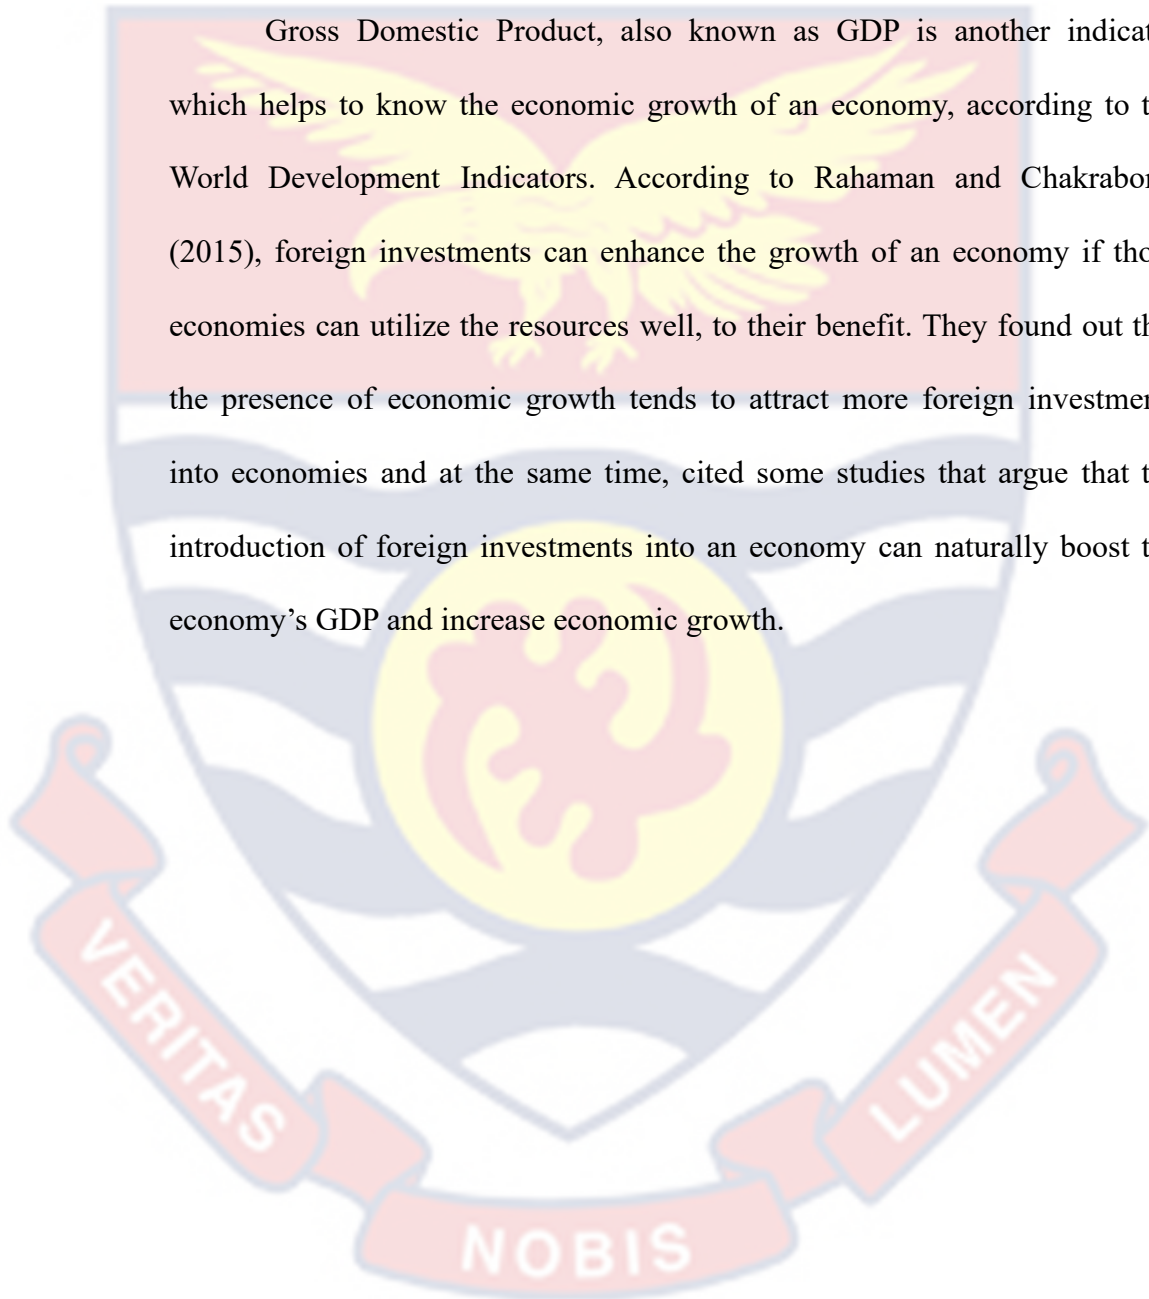 Gross Domestic Product, also known as GDP is another indicat
which helps to know the economic growth of an economy, according to t
World Development Indicators. According to Rahaman and Chakrabor
(2015), foreign investments can enhance the growth of an economy if tho
economies can utilize the resources well, to their benefit. They found out th
the presence of economic growth tends to attract more foreign investmen
into economies and at the same time, cited some studies that argue that t
introduction of foreign investments into an economy can naturally boost t
economy’s GDP and increase economic growth.
VERITAS
NOBIS
LUMEN